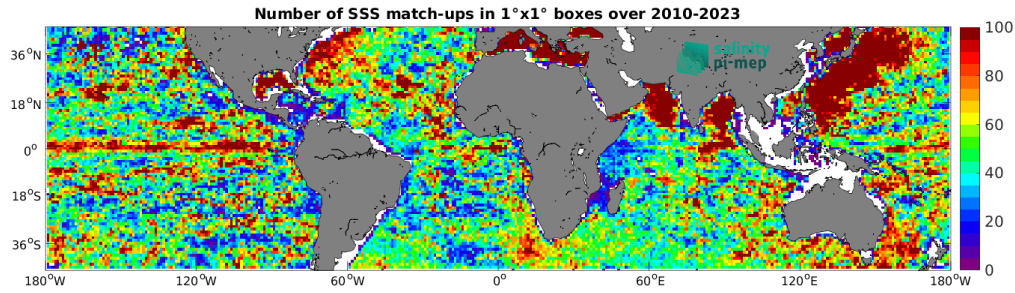 Number of SSS match-ups in 1°x1° boxes over 2010-2023
36°N
18°N
0°
18°S
36°S
180°W
120°W
60°W
0°
60°E
120°E
180°W
100
80
60
40
20
0
salinity
pi-mep